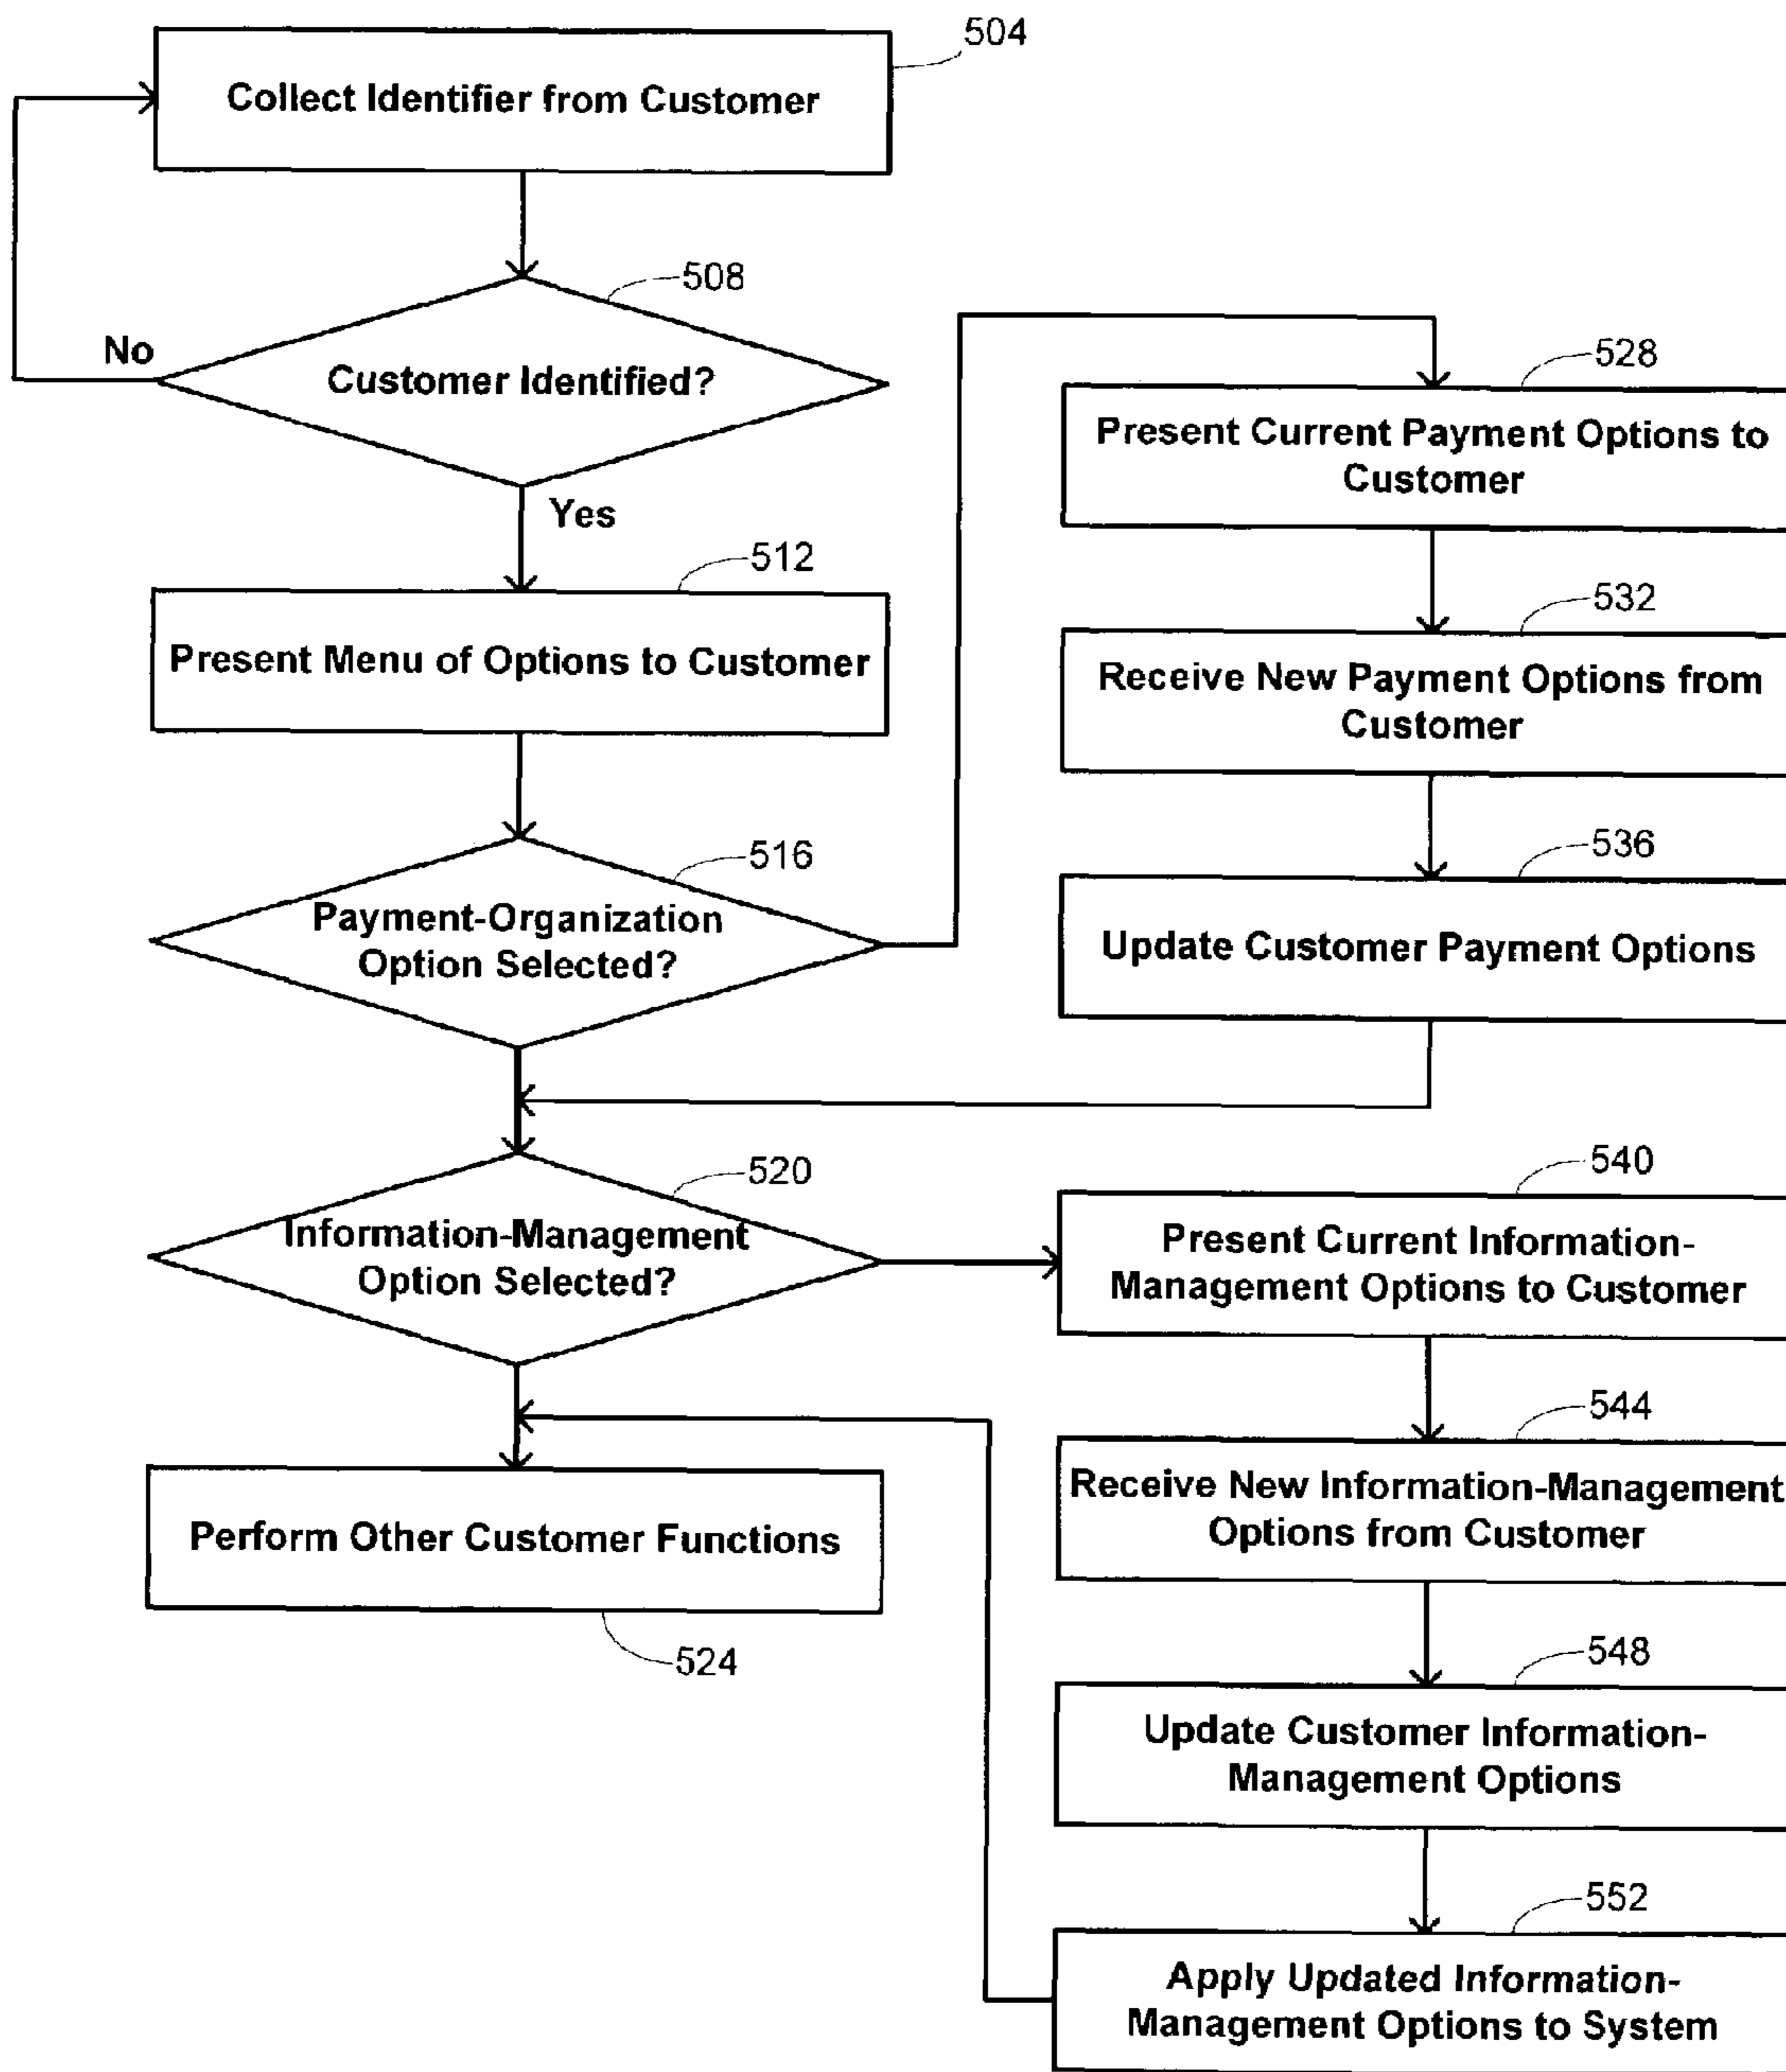 504
Collect Identifier from Customer
508
No
Customer Identified?
Yes
512
Present Menu of Options to Customer
516
Payment-Organization
Option Selected?
520
Information-Management
Option Selected?
Perform Other Customer Functions
524
528
Present Current Payment Options to
Customer
532
Receive New Payment Options from
Customer
536
Update Customer Payment Options
540
Present Current Information-
Management Options to Customer
544
Receive New Information-Management
Options from Customer
548
Update Customer Information-
Management Options
552
Apply Updated Information-
Management Options to System